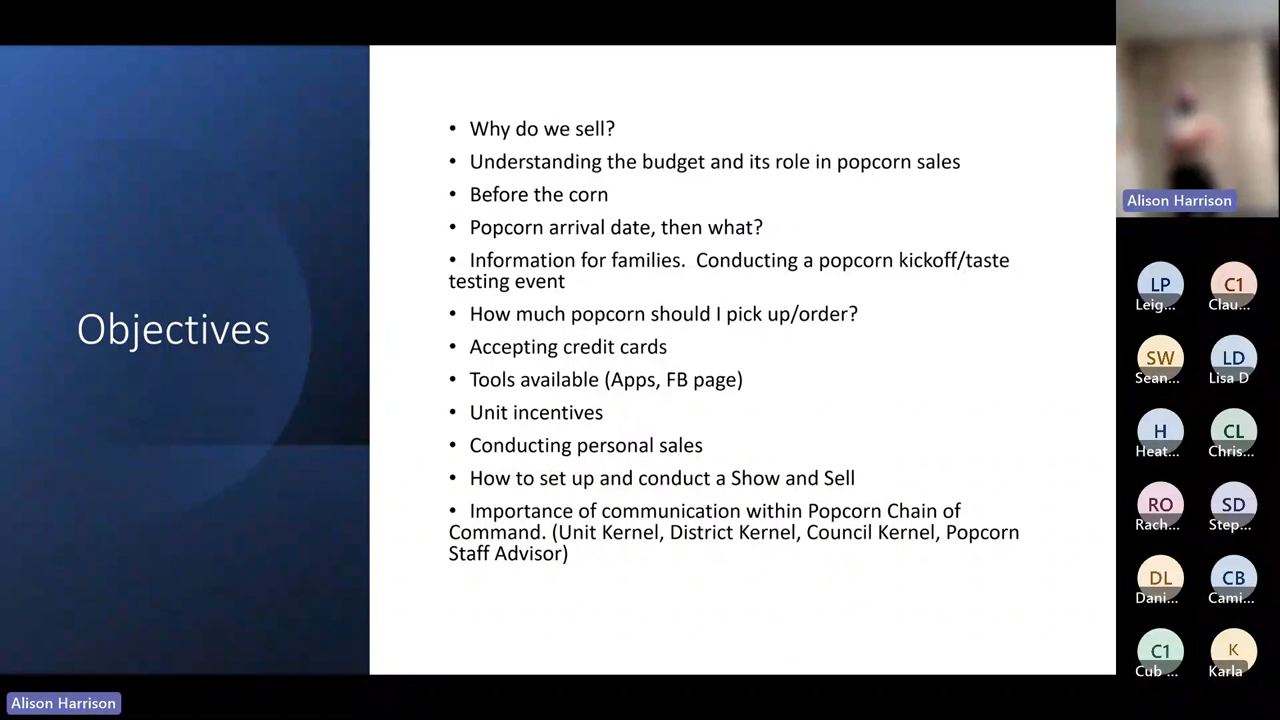 Objectives
• Why do we sell?
• Understanding the budget and its role in popcorn sales
• Before the corn
• Popcorn arrival date, then what?
• Information for families.  Conducting a popcorn kickoff/taste
testing event
• How much popcorn should I pick up/order?
• Accepting credit cards
• Tools available (Apps, FB page)
• Unit incentives
• Conducting personal sales
• How to set up and conduct a Show and Sell
• Importance of communication within Popcorn Chain of
Command. (Unit Kernel, District Kernel, Council Kernel, Popcorn
Staff Advisor)
Alison Harrison
LP
Leig...
C1
Clau...
SW
Sean...
LD
Lisa D
H
Heat...
CL
Chris...
RO
Rach...
SD
Step...
DL
Dani...
CB
Cami...
C1
Cub ...
K
Karla
Alison Harrison